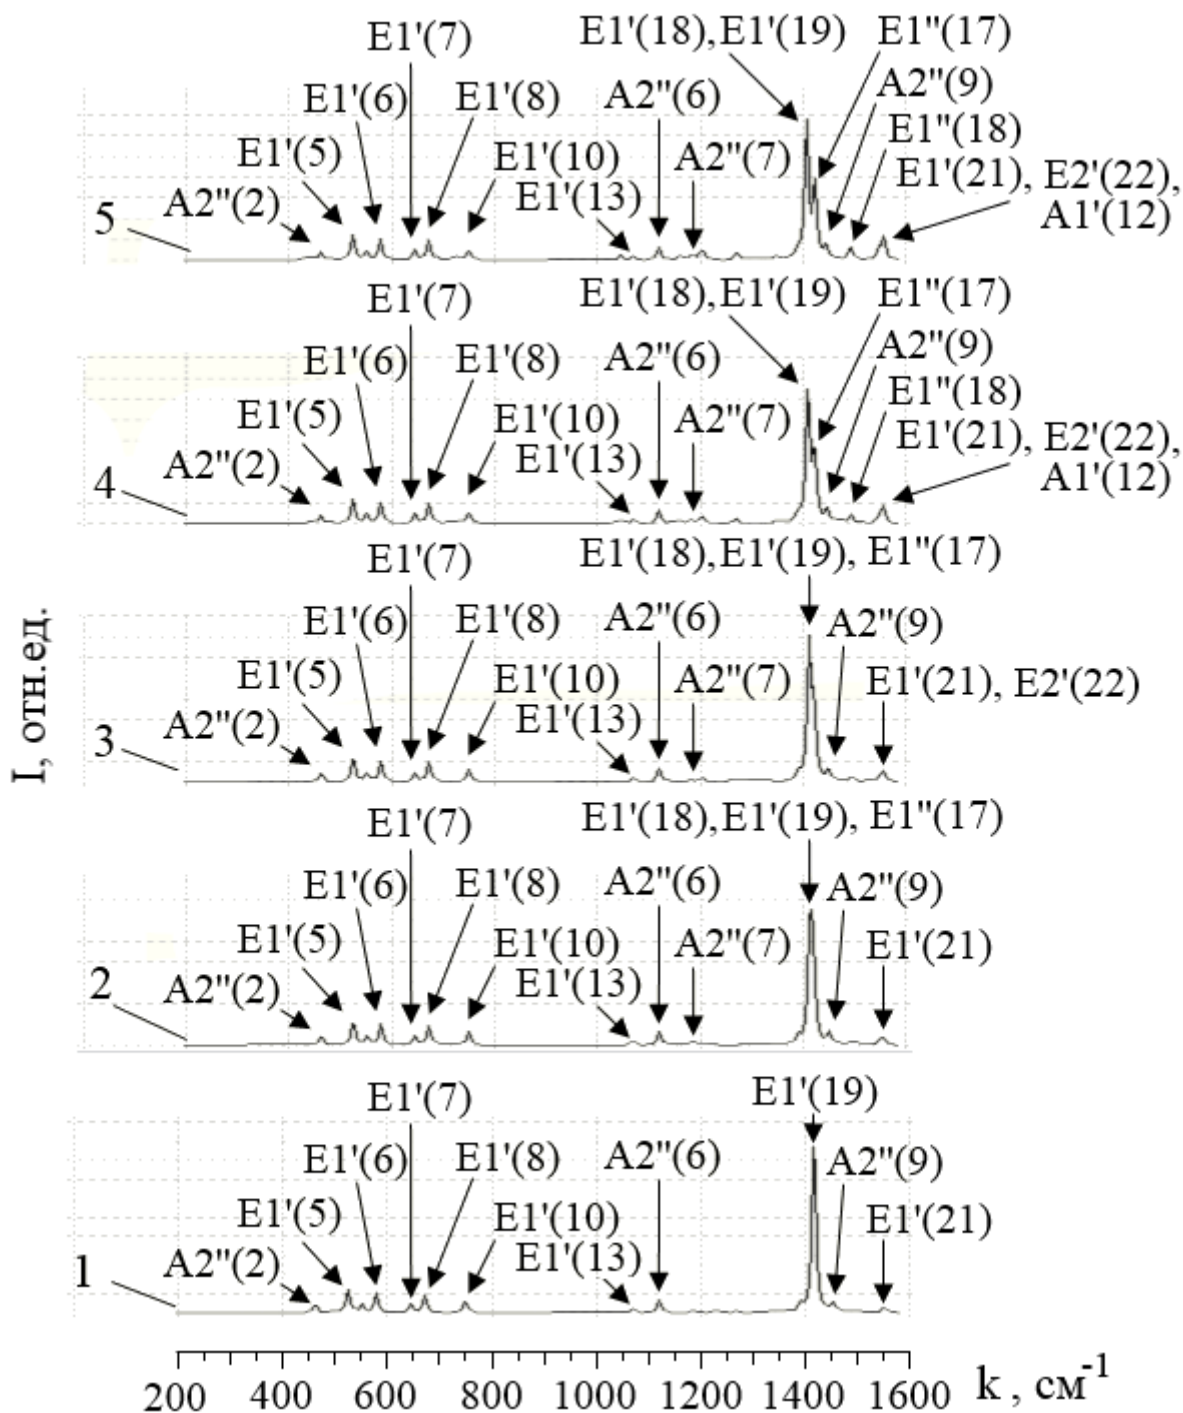 E1'(7)
E1'(18),E1'(19)
E1''(17)
E1'(6)
E1'(8)
A2''(6)
A2''(9)
E1'(5)
E1'(10)
A2''(7)
E1''(18)
A2''(2)
E1'(13)
E1'(21), E2'(22),
A1'(12)
5
E1'(7)
E1'(18),E1'(19)
E1''(17)
E1'(6)
E1'(8)
A2''(6)
A2''(9)
E1'(5)
E1'(10)
A2''(7)
E1''(18)
A2''(2)
E1'(13)
E1'(21), E2'(22),
A1'(12)
4
E1'(7)
E1'(18),E1'(19), E1''(17)
E1'(6)
E1'(8)
A2''(6)
A2''(9)
E1'(5)
E1'(10)
A2''(7)
E1'(21), E2'(22)
A2''(2)
E1'(13)
3
I, отн.ед.
E1'(7)
E1'(18),E1'(19), E1''(17)
E1'(6)
E1'(8)
A2''(6)
A2''(9)
E1'(5)
E1'(10)
A2''(7)
E1'(21)
A2''(2)
E1'(13)
2
E1'(7)
E1'(19)
E1'(6)
E1'(8)
A2''(6)
A2''(9)
E1'(5)
E1'(10)
E1'(21)
A2''(2)
E1'(13)
1
200 400 600 800 1000 1200 1400 1600 k , см-1